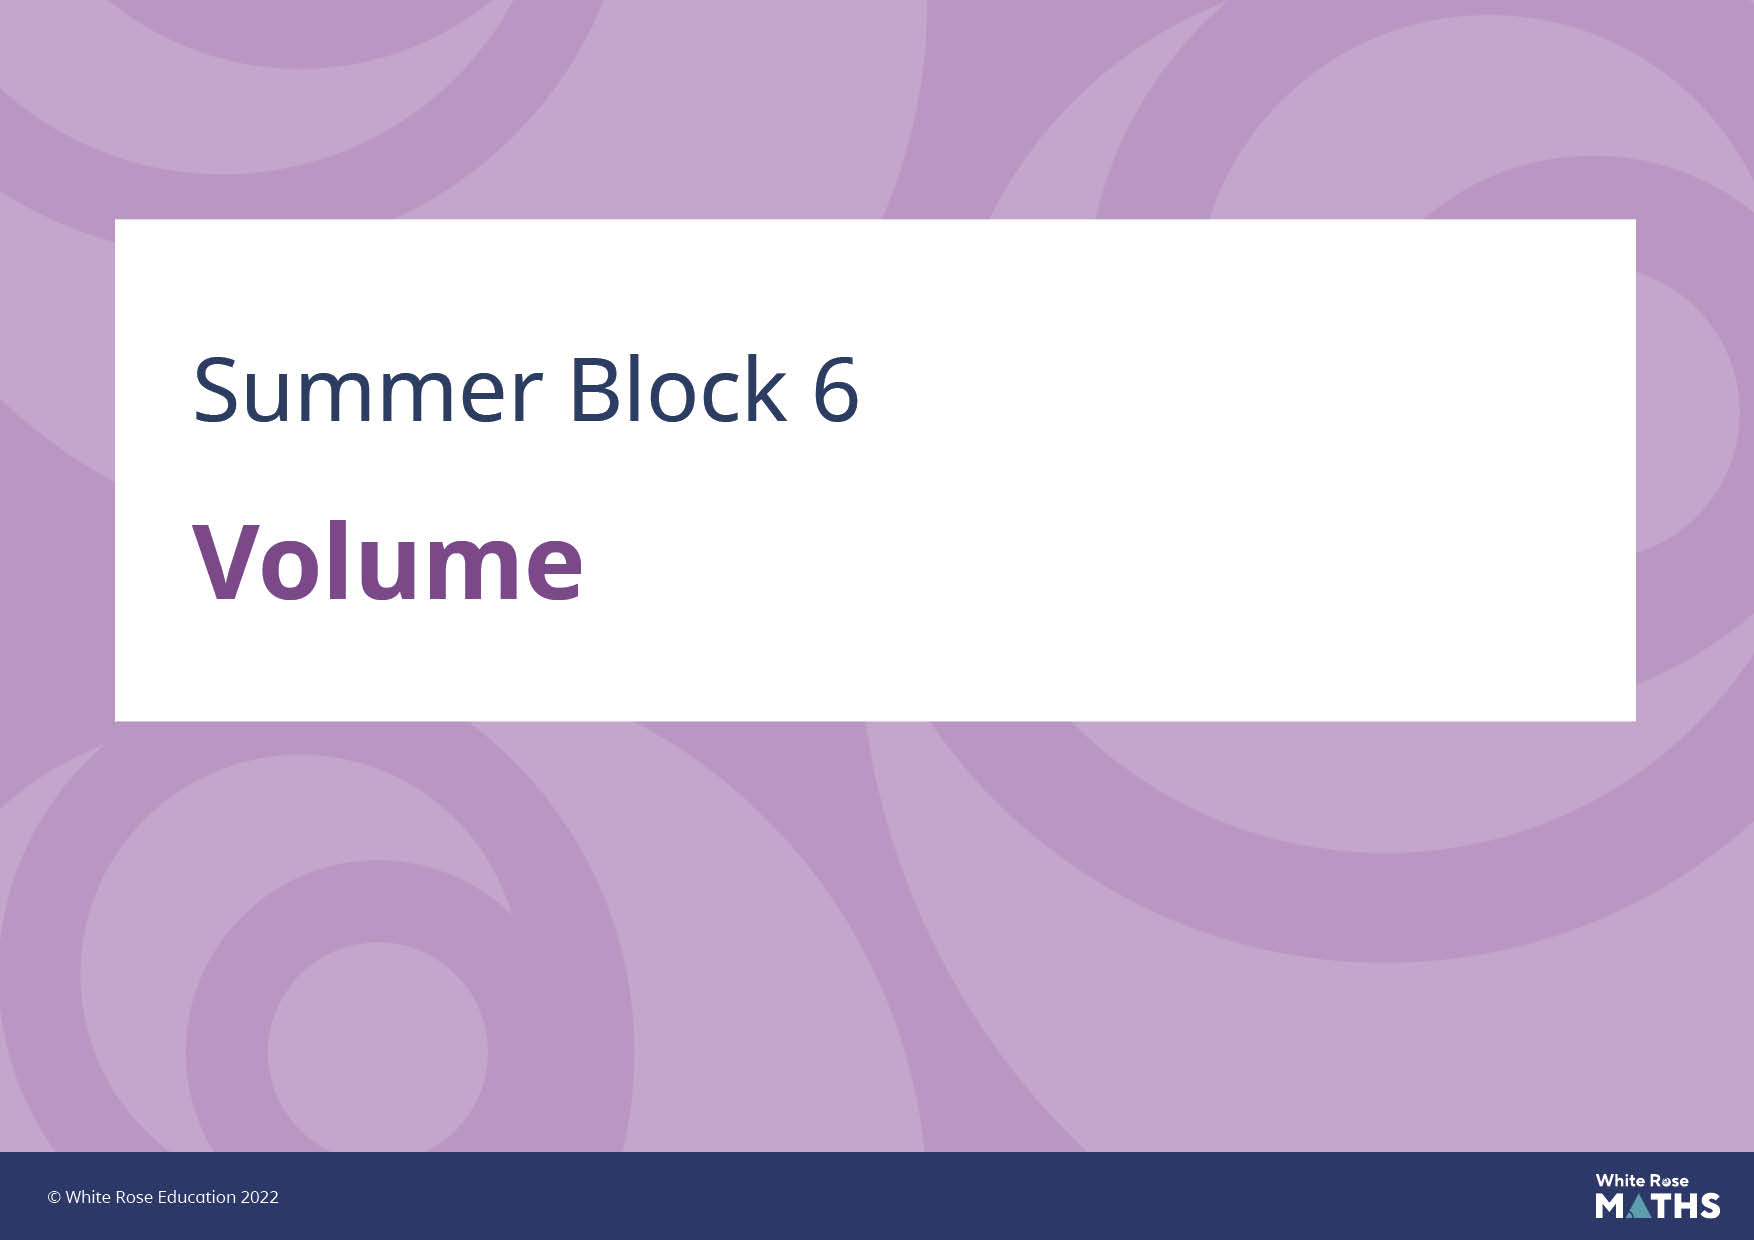 Summer Block 6
Volume
© White Rose Education 2022
White Rose
MATHS